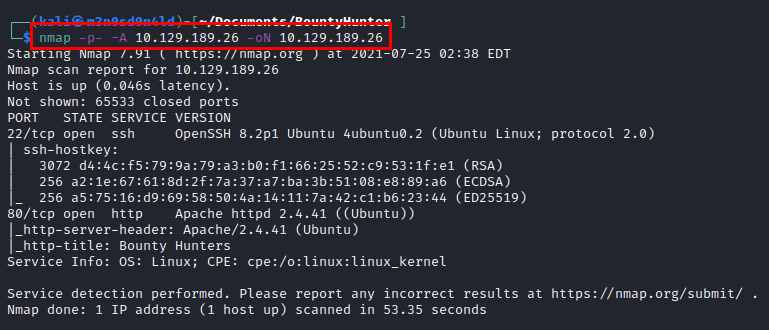 ┌──(kali㉿m3n0sd0n4ld)-[~/Documents/BountyHunter]
└─$ nmap -p- -A 10.129.189.26 -oN 10.129.189.26
Starting Nmap 7.91 ( https://nmap.org ) at 2021-07-25 02:38 EDT
Nmap scan report for 10.129.189.26
Host is up (0.046s latency).
Not shown: 65533 closed ports
PORT   STATE SERVICE VERSION
22/tcp open  ssh     OpenSSH 8.2p1 Ubuntu 4ubuntu0.2 (Ubuntu Linux; protocol 2.0)
| ssh-hostkey:
|   3072 d4:4c:f5:79:9a:79:a3:b0:f1:66:25:52:c9:53:1f:e1 (RSA)
|   256 a2:1e:67:61:8d:2f:7a:37:a7:ba:3b:51:08:e8:89:a6 (ECDSA)
|_  256 a5:75:16:d9:69:58:50:4a:14:11:7a:42:c1:b6:23:44 (ED25519)
80/tcp open  http    Apache httpd 2.4.41 ((Ubuntu))
|_http-server-header: Apache/2.4.41 (Ubuntu)
|_http-title: Bounty Hunters
Service Info: OS: Linux; CPE: cpe:/o:linux:linux_kernel

Service detection performed. Please report any incorrect results at https://nmap.org/submit/ .
Nmap done: 1 IP address (1 host up) scanned in 53.35 seconds